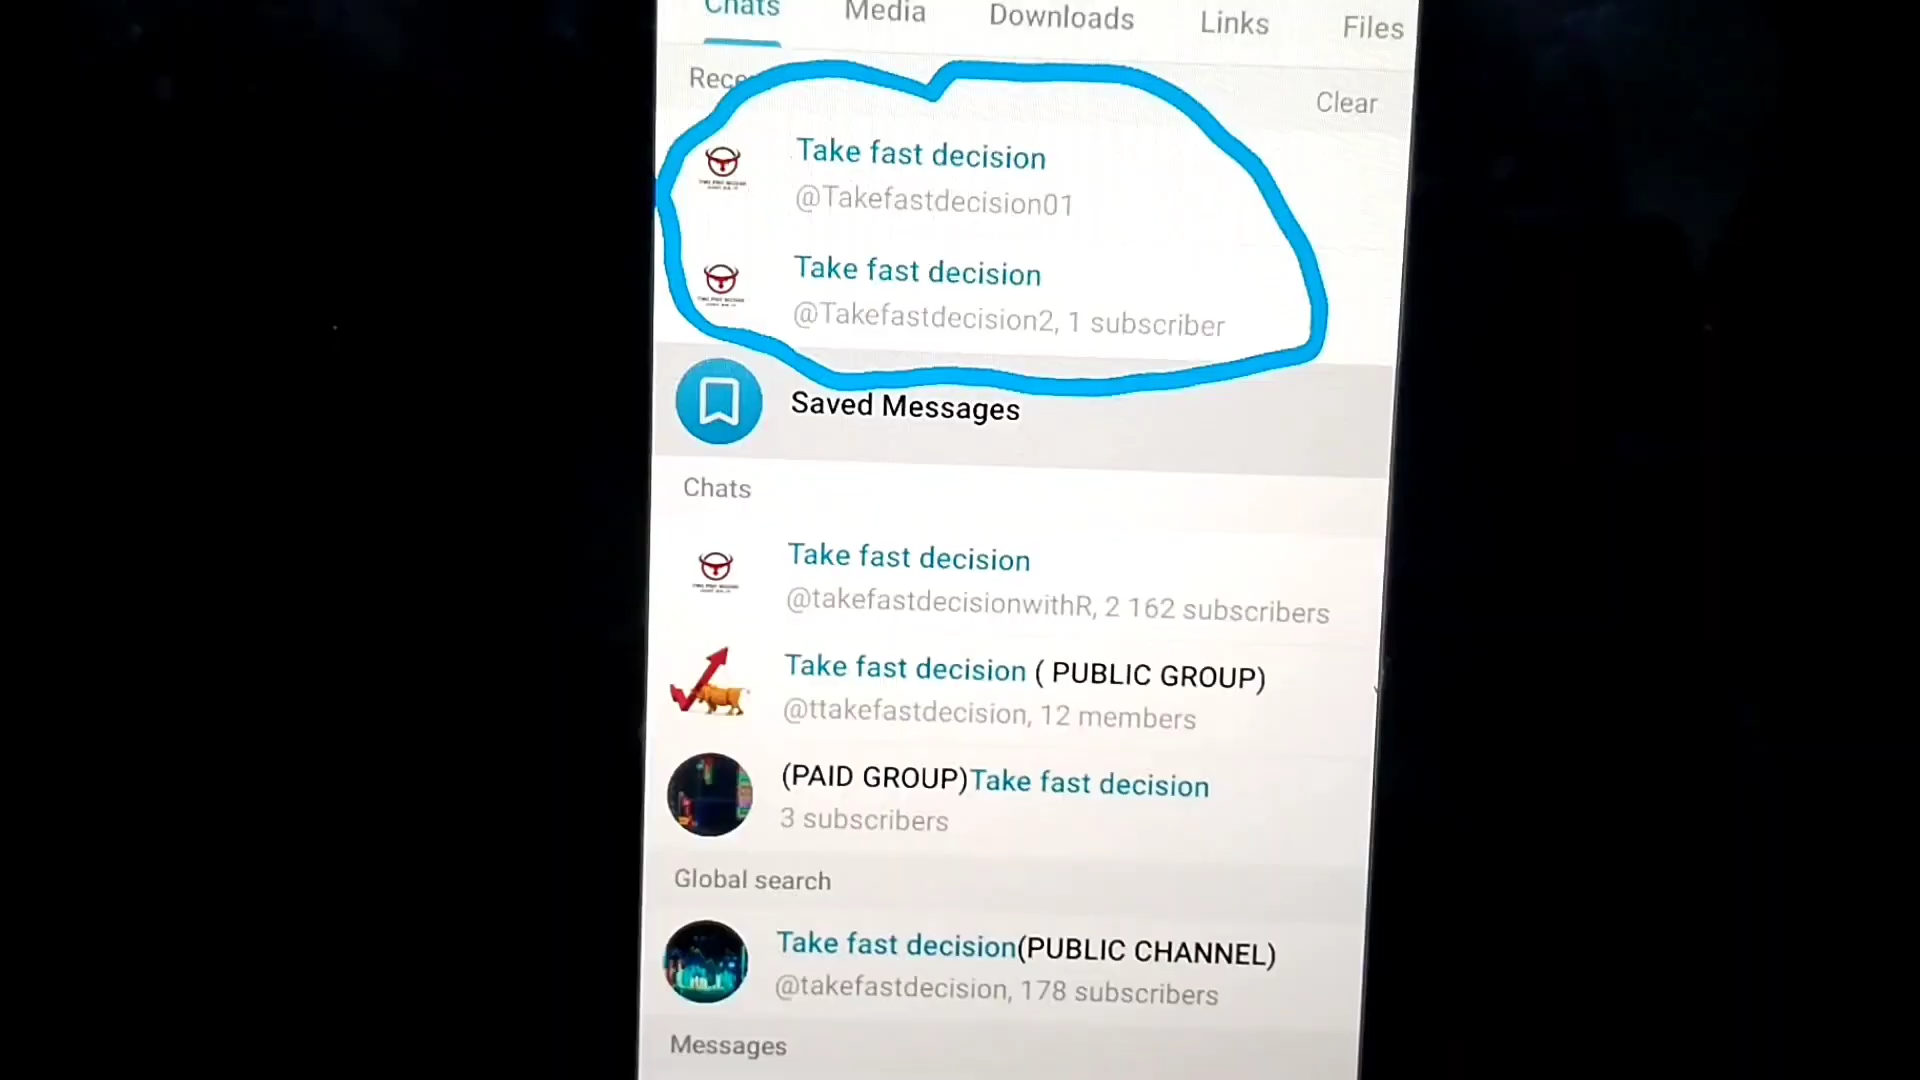 Chats Media Downloads Links Files
Clear
Take fast decision
@Takefastdecision01
Take fast decision
@Takefastdecision2, 1 subscriber
Saved Messages
Chats
Take fast decision
@takefastdecisionwithR, 2 162 subscribers
Take fast decision ( PUBLIC GROUP)
@ttakefastdecision, 12 members
(PAID GROUP)Take fast decision
3 subscribers
Global search
Take fast decision(PUBLIC CHANNEL)
@takefastdecision, 178 subscribers
Messages